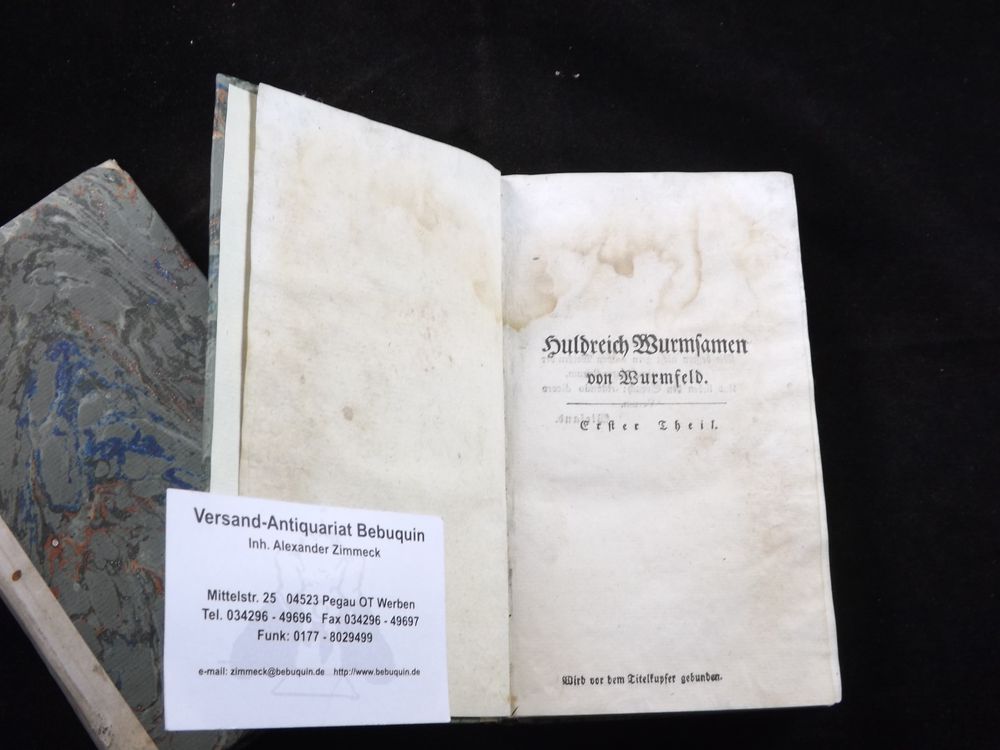 Huldreich Wurmſamen
von Wurmfeld.
Erſter Theil.
Wird vor dem Titelkupfer gebunden.
Versand-Antiquariat Bebuquin
Inh. Alexander Zimmeck
Mittelstr. 25 04523 Pegau OT Werben
Tel. 034296 - 49696 Fax 034296 - 49697
Funk: 0177 - 8029499
e-mail: zimmeck@bebuquin.de http://www.bebuquin.de